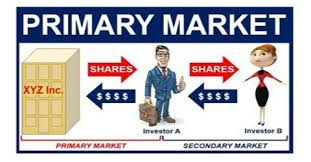 PRIMARY MARKET
SHARES
SHARES
XYZ Inc.
$$$$
$$$$
Investor A
Investor B
PRIMARY MARKET
SECONDARY MARKET